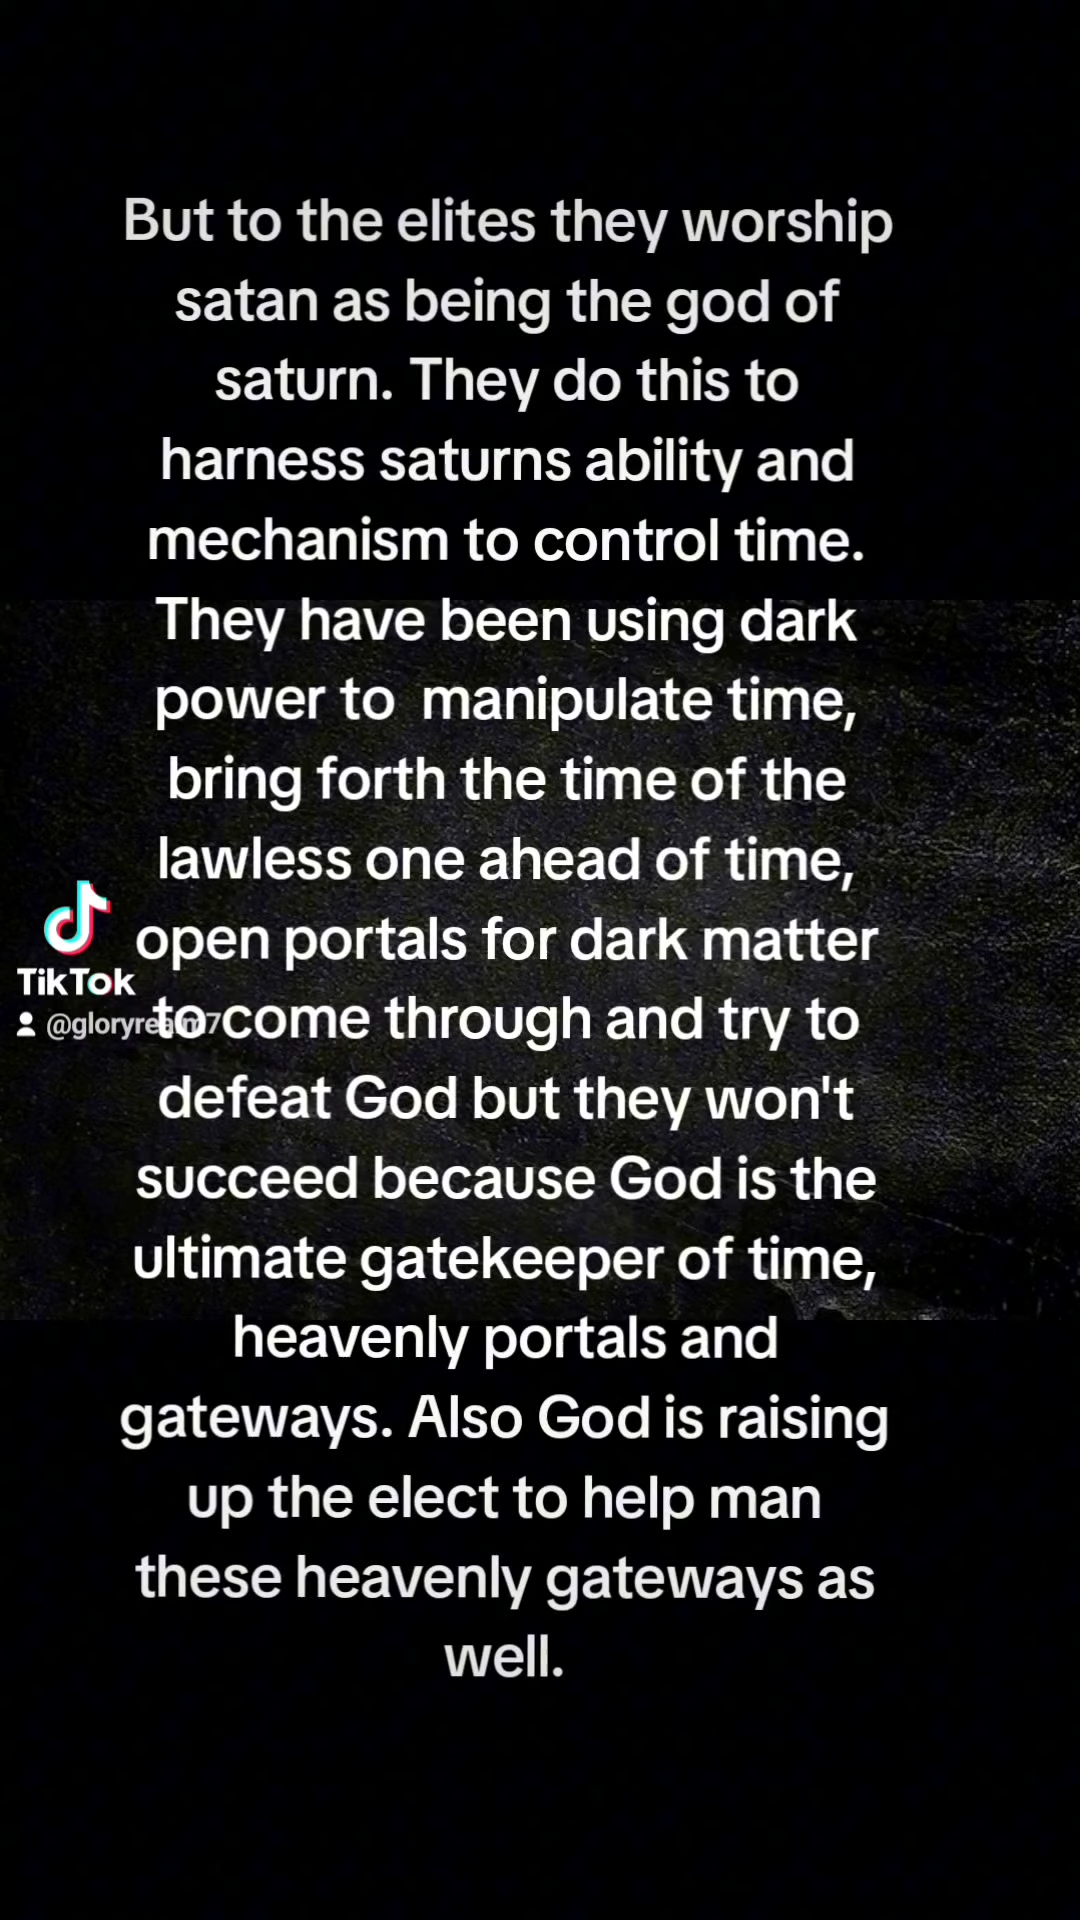 But to the elites they worship
satan as being the god of
saturn. They do this to
harness saturns ability and
mechanism to control time.
They have been using dark
power to  manipulate time,
bring forth the time of the
lawless one ahead of time,
open portals for dark matter
to come through and try to
defeat God but they won't
succeed because God is the
ultimate gatekeeper of time,
heavenly portals and
gateways. Also God is raising
up the elect to help man
these heavenly gateways as
well.
TikTok
@gloryrealm7